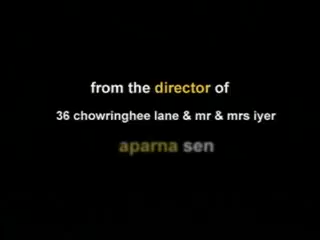 from the director of
36 chowringhee lane & mr & mrs iyer
aparna sen